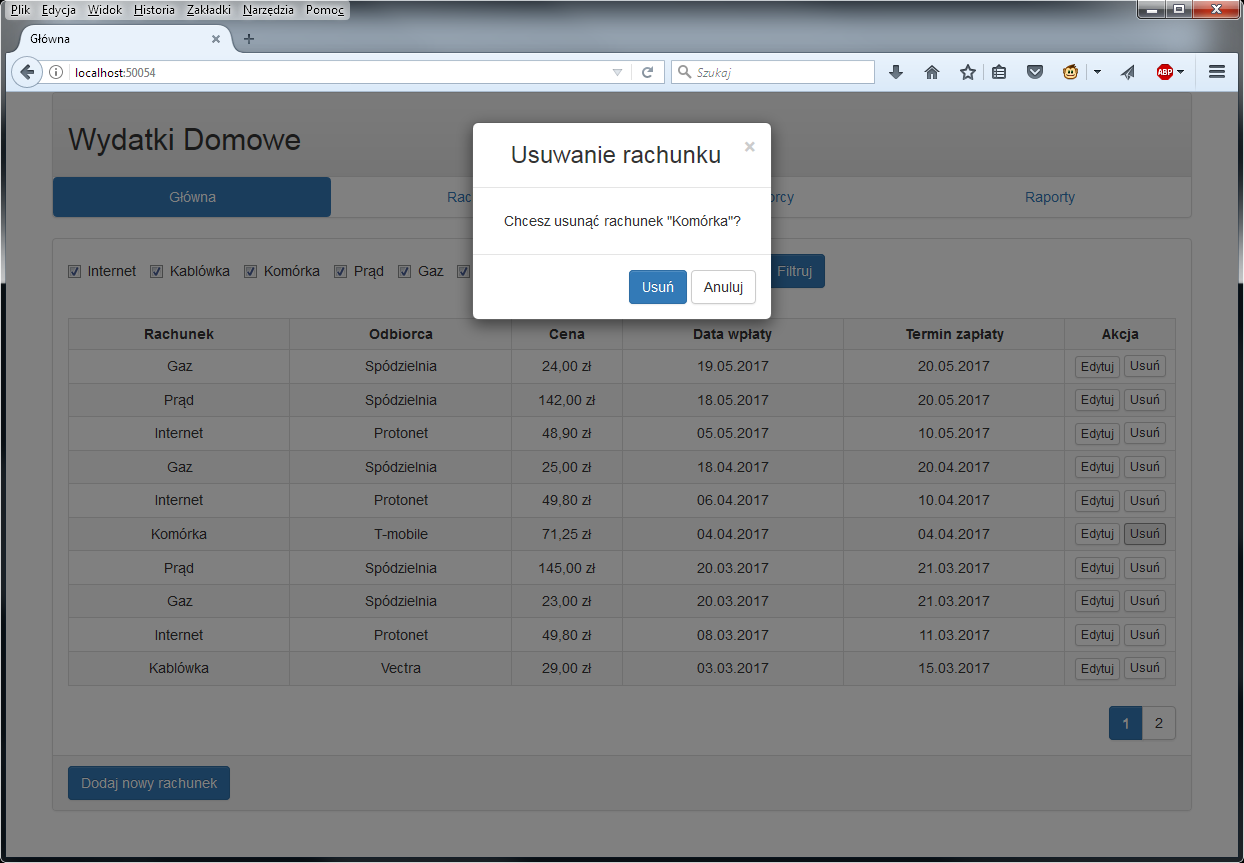 Plik Edycja Widok Historia Zakładki Narzędzia Pomoc
Główna
localhost:50054
Szukaj
ABP
Wydatki Domowe
Główna Raporty
Usuwanie rachunku ×
Chcesz usunąć rachunek "Komórka"?
Usuń Anuluj
Internet Kablówka Komórka Prąd Gaz Filtruj
Rachunek Odbiorca Cena Data wpłaty Termin zapłaty Akcja
Gaz Spódzielnia 24,00 zł 19.05.2017 20.05.2017 Edytuj Usuń
Prąd Spódzielnia 142,00 zł 18.05.2017 20.05.2017 Edytuj Usuń
Internet Protonet 48,90 zł 05.05.2017 10.05.2017 Edytuj Usuń
Gaz Spódzielnia 25,00 zł 18.04.2017 20.04.2017 Edytuj Usuń
Internet Protonet 49,80 zł 06.04.2017 10.04.2017 Edytuj Usuń
Komórka T-mobile 71,25 zł 04.04.2017 04.04.2017 Edytuj Usuń
Prąd Spódzielnia 145,00 zł 20.03.2017 21.03.2017 Edytuj Usuń
Gaz Spódzielnia 23,00 zł 20.03.2017 21.03.2017 Edytuj Usuń
Internet Protonet 49,80 zł 08.03.2017 11.03.2017 Edytuj Usuń
Kablówka Vectra 29,00 zł 03.03.2017 15.03.2017 Edytuj Usuń
1 2
Dodaj nowy rachunek